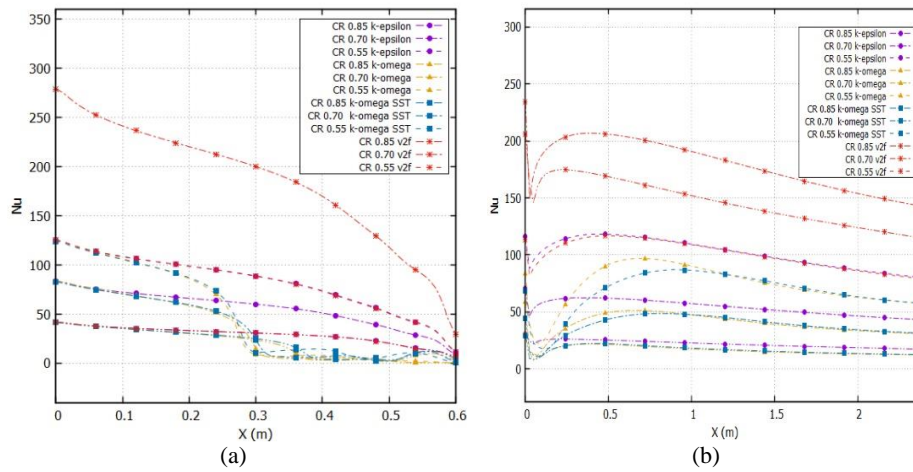 350
300
250
200
150
100
50
0
Nu
0
0.1
0.2
0.3
0.4
0.5
0.6
X (m)
CR 0.85 k-epsilon
CR 0.70 k-epsilon
CR 0.55 k-epsilon
CR 0.85 k-omega
CR 0.70 k-omega
CR 0.55 k-omega
CR 0.85 k-omega SST
CR 0.70 k-omega SST
CR 0.55 k-omega SST
CR 0.85 v2f
CR 0.70 v2f
CR 0.55 v2f
(a)
300
250
200
150
100
50
0
Nu
0
0.5
1
1.5
2
X (m)
CR 0.85 k-epsilon
CR 0.70 k-epsilon
CR 0.55 k-epsilon
CR 0.85 k-omega
CR 0.70 k-omega
CR 0.55 k-omega
CR 0.85 k-omega SST
CR 0.70 k-omega SST
CR 0.55 k-omega SST
CR 0.85 v2f
CR 0.70 v2f
CR 0.55 v2f
(b)